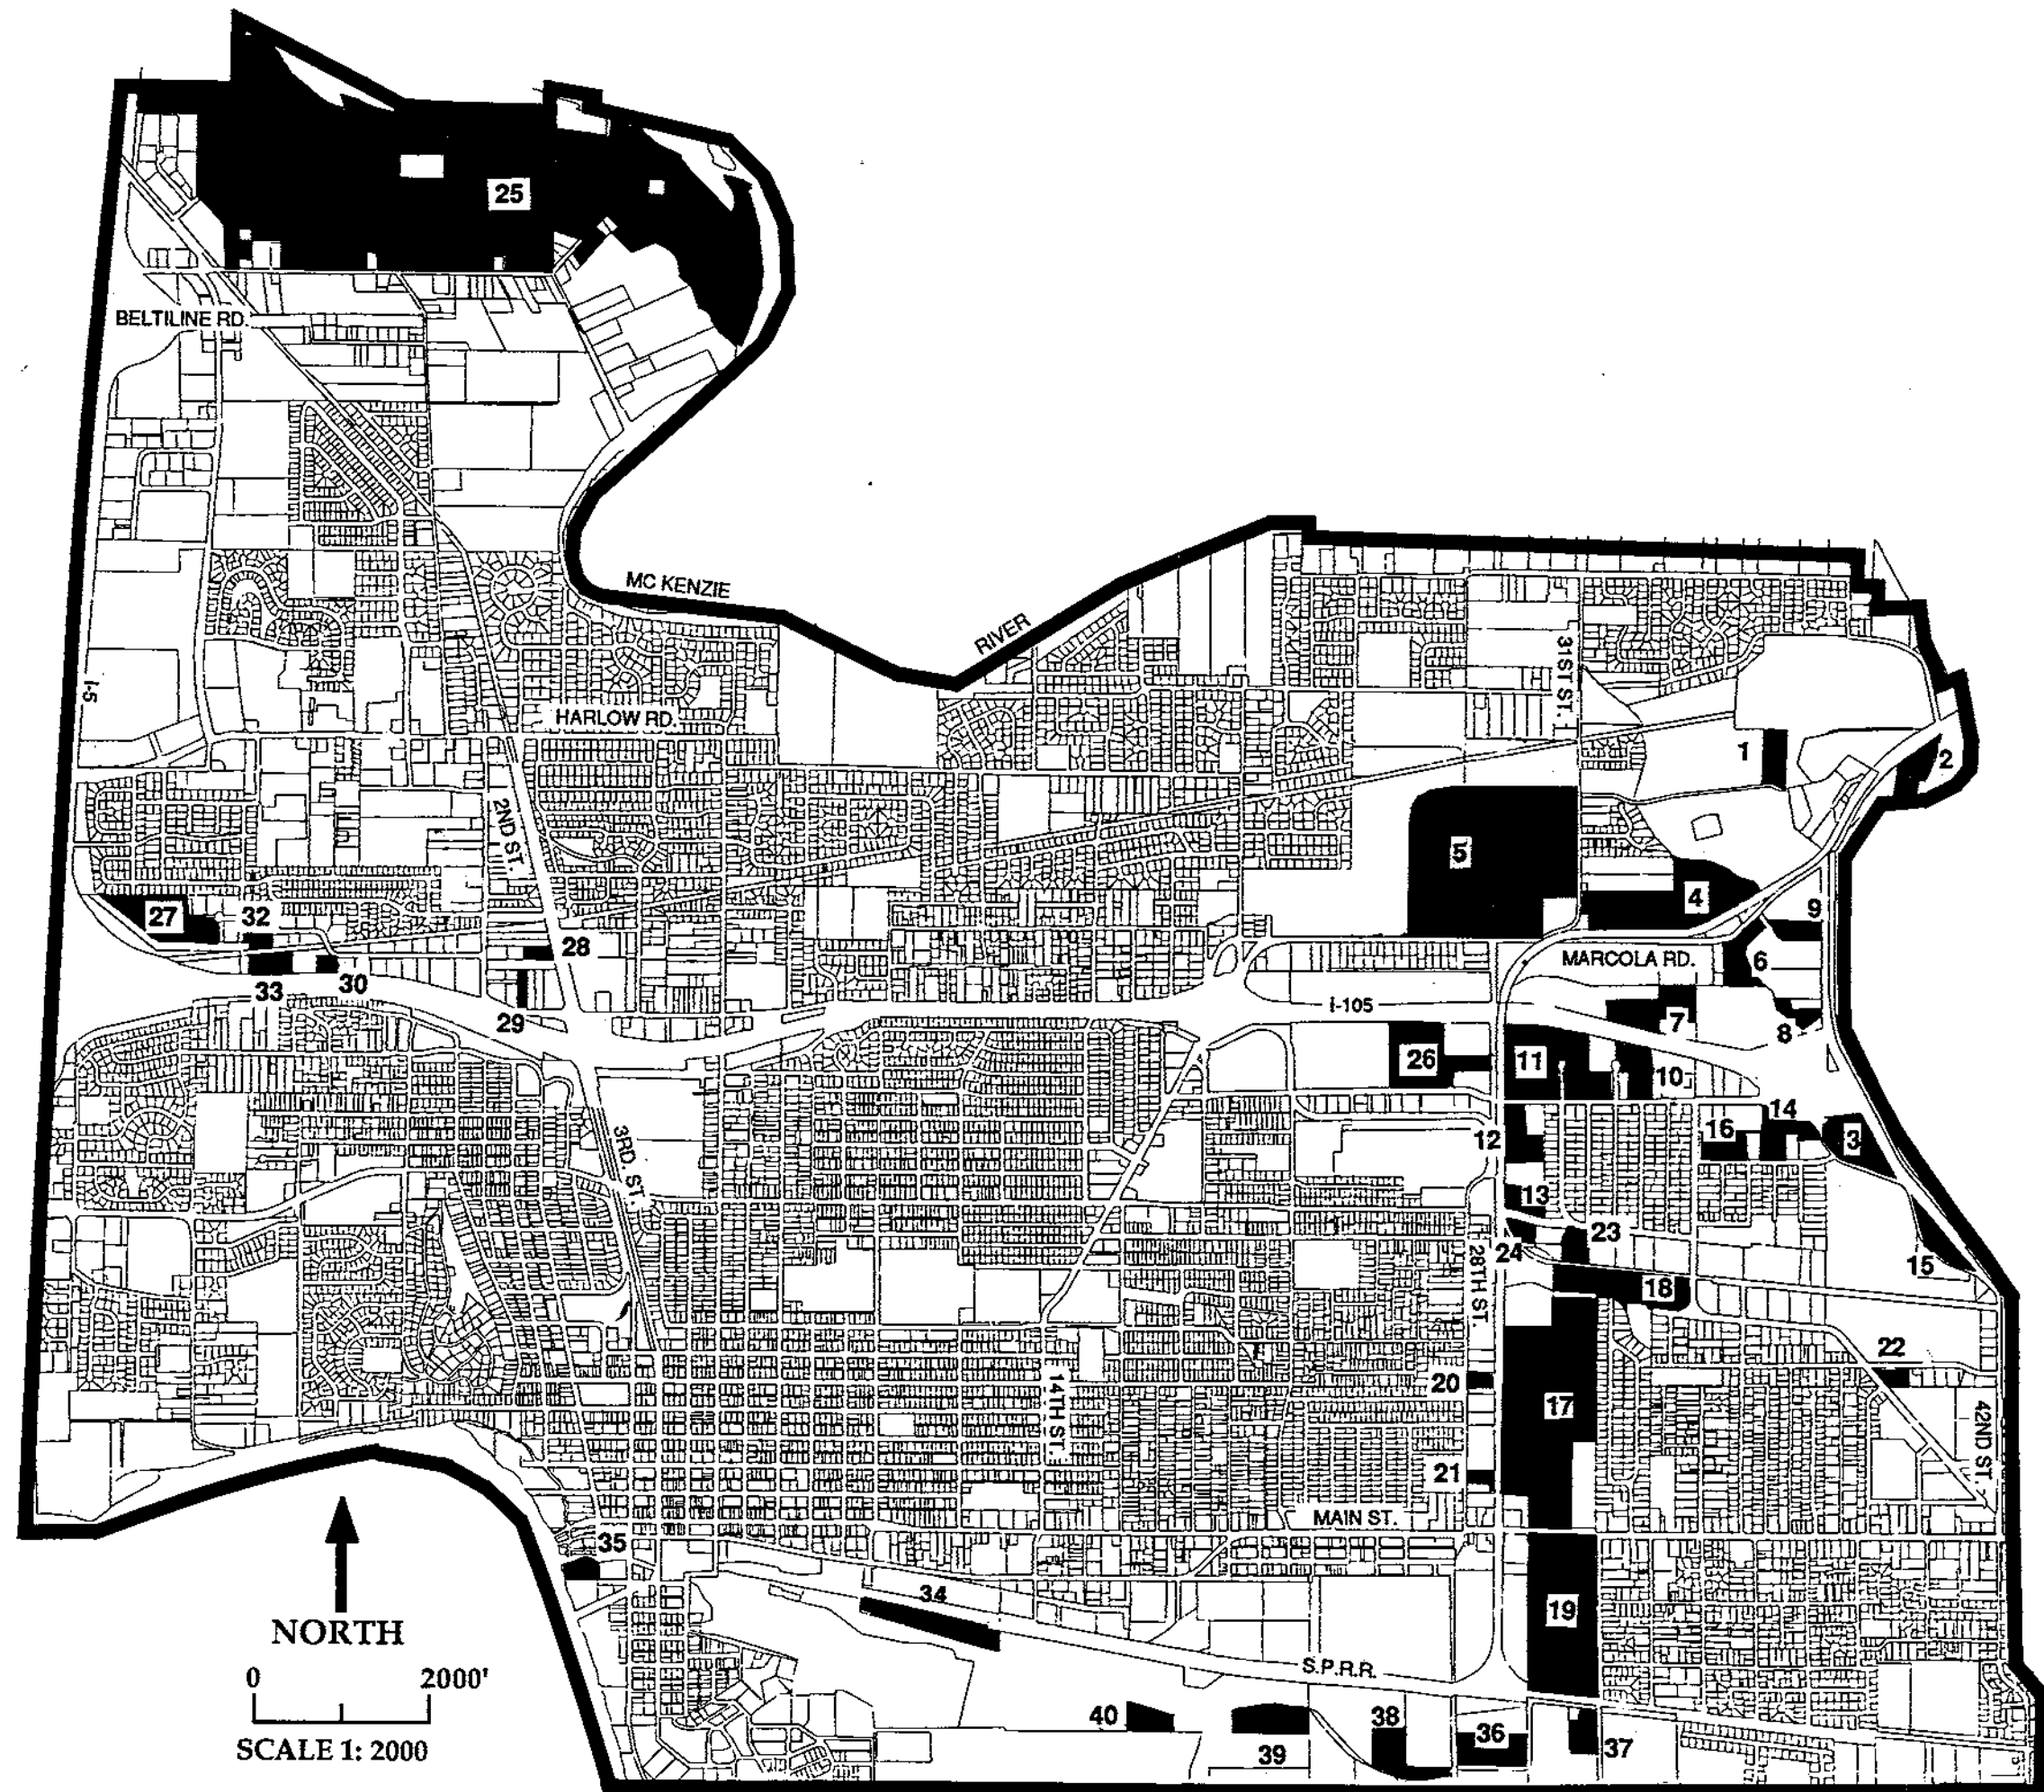 25
BELTILINE RD.
MC KENZIE
RIVER
31ST ST.
I-5
HARLOW RD.
1
2
2ND ST.
5
4
27
32
28
9
MARCOLA RD.
6
33
30
I-105
29
7
8
26
11
10
3RD. ST.
12
16
14
3
13
23
24
28TH ST.
15
18
22
20
14TH ST.
17
42ND ST.
21
MAIN ST.
35
34
19
NORTH
S.P.R.R.
0 2000'
40
38
36
39
37
SCALE 1: 2000